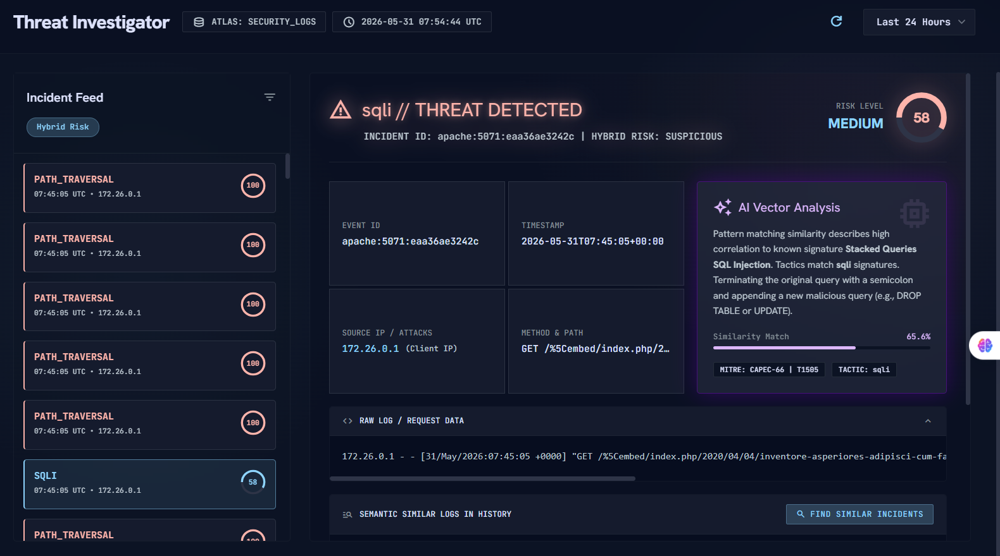 Threat Investigator
ATLAS: SECURITY_LOGS
2026-05-31 07:54:44 UTC
Last 24 Hours
Incident Feed
Hybrid Risk
PATH_TRAVERSAL
07:45:05 UTC • 172.26.0.1
100
PATH_TRAVERSAL
07:45:05 UTC • 172.26.0.1
100
PATH_TRAVERSAL
07:45:05 UTC • 172.26.0.1
100
PATH_TRAVERSAL
07:45:05 UTC • 172.26.0.1
100
PATH_TRAVERSAL
07:45:05 UTC • 172.26.0.1
100
SQLI
07:45:05 UTC • 172.26.0.1
58
PATH_TRAVERSAL
100
sqli // THREAT DETECTED
INCIDENT ID: apache:5071:eaa36ae3242c | HYBRID RISK: SUSPICIOUS
RISK LEVEL
MEDIUM
58
EVENT ID
apache:5071:eaa36ae3242c
TIMESTAMP
2026-05-31T07:45:05+00:00
SOURCE IP / ATTACKS
172.26.0.1 (Client IP)
METHOD & PATH
GET /%5Cembed/index.php/2…
AI Vector Analysis
Pattern matching similarity describes high
correlation to known signature Stacked Queries
SQL Injection. Tactics match sqli signatures.
Terminating the original query with a semicolon
and appending a new malicious query (e.g., DROP
TABLE or UPDATE).
Similarity Match
65.6%
MITRE: CAPEC-66 | T1505
TACTIC: sqli
RAW LOG / REQUEST DATA
172.26.0.1 - - [31/May/2026:07:45:05 +0000] "GET /%5Cembed/index.php/2020/04/04/inventore-asperiores-adipisci-cum-fa
SEMANTIC SIMILAR LOGS IN HISTORY
FIND SIMILAR INCIDENTS